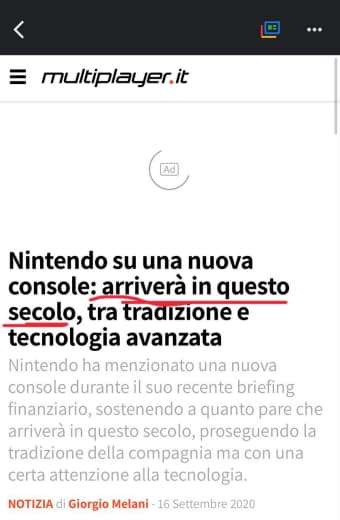 multiplayer.it
Ad
Nintendo su una nuova
console: arriverà in questo
secolo, tra tradizione e
tecnologia avanzata
Nintendo ha menzionato una nuova
console durante il suo recente briefing
finanziario, sostenendo a quanto pare che
arriverà in questo secolo, proseguendo la
tradizione della compagnia ma con una
certa attenzione alla tecnologia.
NOTIZIA di Giorgio Melani - 16 Settembre 2020